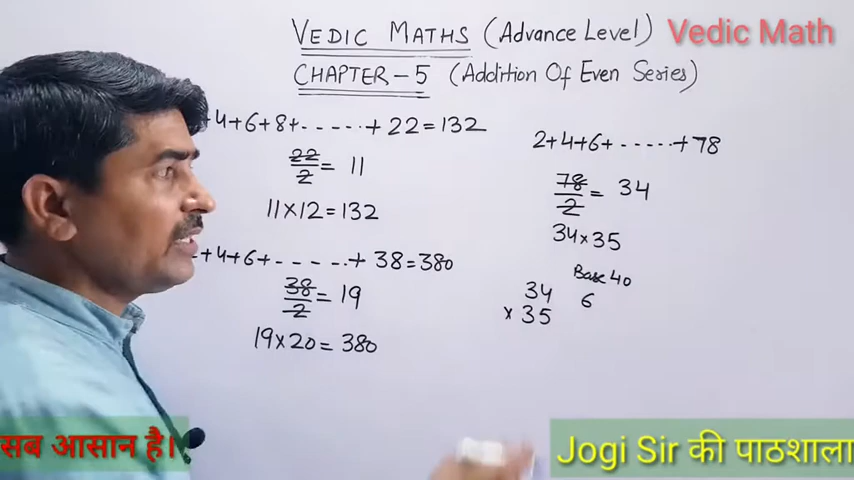 VEDIC MATHS (Advance Level)
Vedic Math
CHAPTER-5 (Addition Of Even Series)
+4+6+8+.....+22=132
22/2 = 11
11×12=132
+4+6+-----+38=380
38/2 = 19
19×20=380
2+4+6+-----+78
78/2 = 34
34×35
Base 40
34 6
×35
सब आसान है।
Jogi Sir की पाठशाला